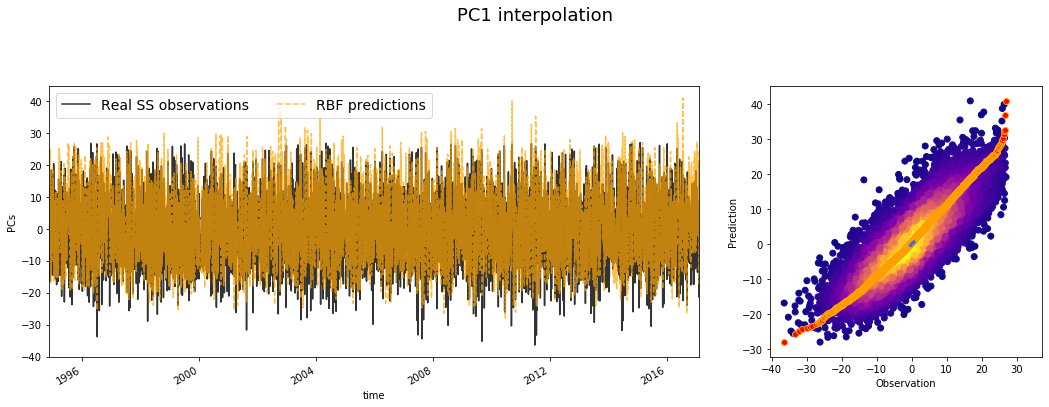 PC1 interpolation
Real SS observations RBF predictions
40
30
20
10
0
−10
−20
−30
−40
PCs
1996 2000 2004 2008 2012 2016
time
40
30
20
10
0
−10
−20
−30
Prediction
−40 −30 −20 −10 0 10 20 30
Observation